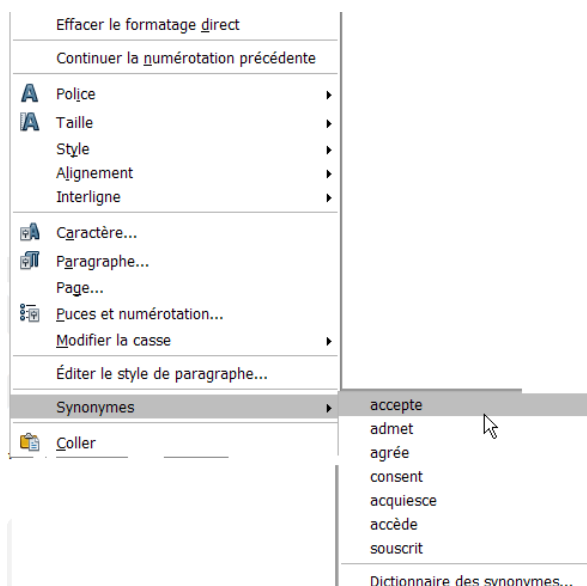 Effacer le formatage direct
Continuer la numérotation précédente
Police
Taille
Style
Alignement
Interligne
Caractère...
Paragraphe...
Page...
Puces et numérotation...
Modifier la casse
Éditer le style de paragraphe...
Synonymes
Coller
accepte
admet
agrée
consent
acquiesce
accède
souscrit
Dictionnaire des synonymes...